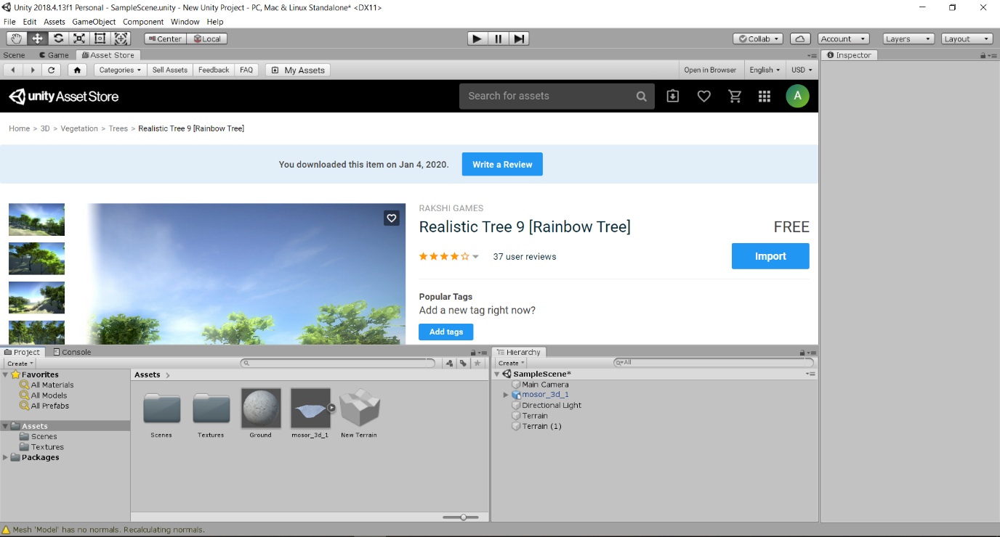 Unity 2018.4.13f1 Personal - SampleScene.unity - New Unity Project - PC, Mac & Linux Standalone* <DX11>
File Edit Assets GameObject Component Window Help
Center Local Collab Account Layers Layout
Scene Game Asset Store Inspector
Categories Sell Assets Feedback FAQ My Assets Open in Browser English USD
unity Asset Store Search for assets A
Home > 3D > Vegetation > Trees > Realistic Tree 9 [Rainbow Tree]
You downloaded this item on Jan 4, 2020. Write a Review
RAKSHI GAMES
Realistic Tree 9 [Rainbow Tree] FREE
37 user reviews Import
Popular Tags
Add a new tag right now?
Add tags
Project Console
Create
Favorites
All Materials
All Models
All Prefabs
Assets
Scenes
Textures
Packages
Assets >
Scenes Textures Ground mosor_3d_1 New Terrain
Hierarchy
Create All
SampleScene*
Main Camera
mosor_3d_1
Directional Light
Terrain
Terrain (1)
Mesh 'Model' has no normals. Recalculating normals.